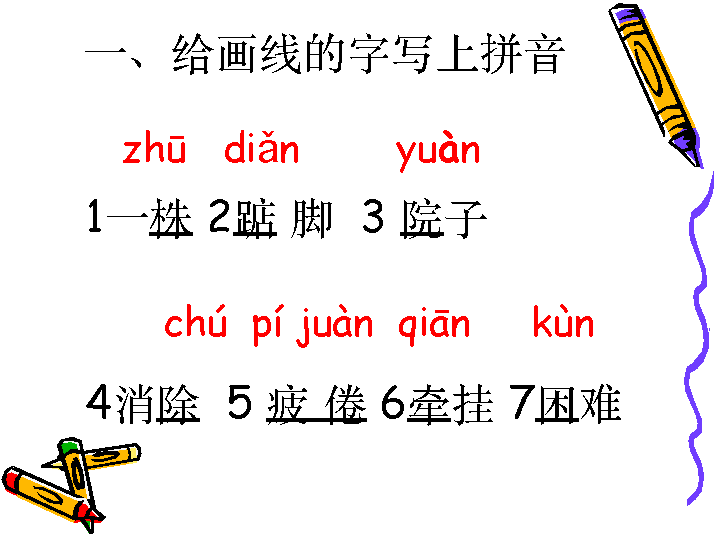 一、给画线的字写上拼音
zhū diǎn yuàn
1一株 2踮 脚 3 院子
chú pí juàn qiān kùn
4消除 5 疲 倦 6牵挂 7困难